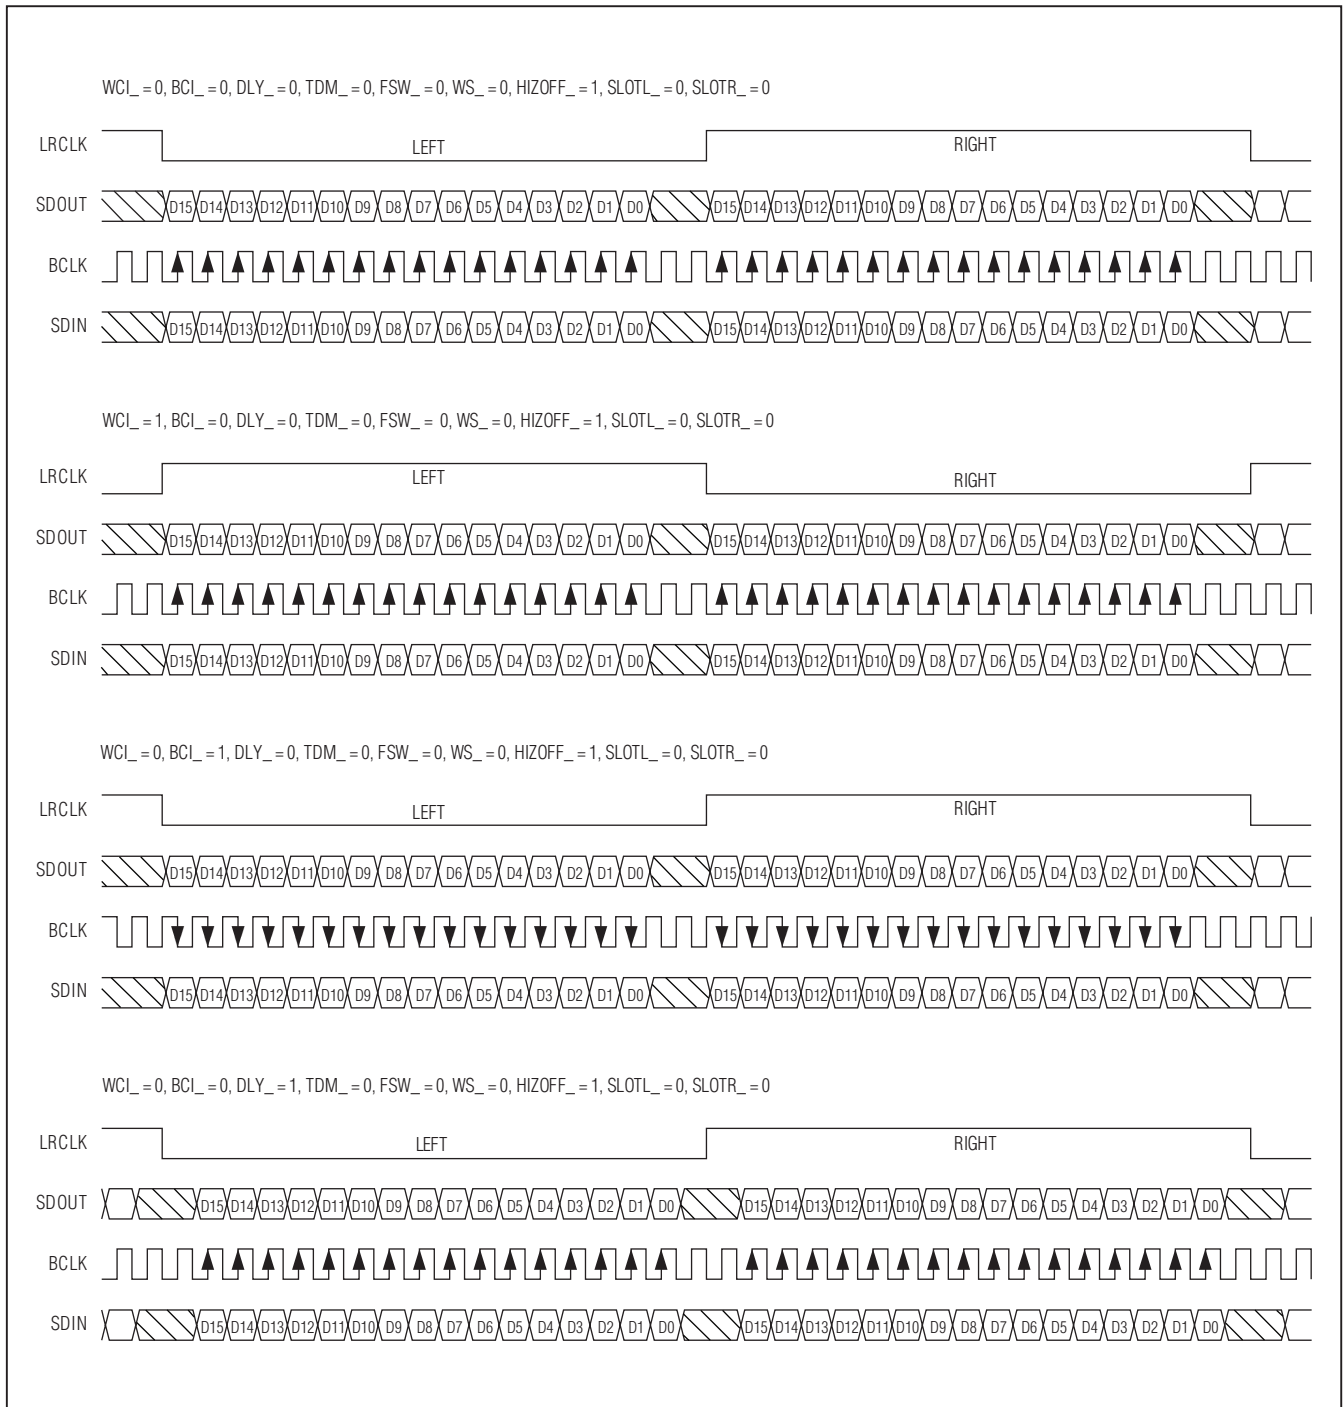 WCI_ = 0, BCI_ = 0, DLY_ = 0, TDM_ = 0, FSW_ = 0, WS_ = 0, HIZOFF_ = 1, SLOTL_ = 0, SLOTR_ = 0
LRCLK LEFT RIGHT
SDOUT D15 D14 D13 D12 D11 D10 D9 D8 D7 D6 D5 D4 D3 D2 D1 D0 D15 D14 D13 D12 D11 D10 D9 D8 D7 D6 D5 D4 D3 D2 D1 D0
BCLK
SDIN D15 D14 D13 D12 D11 D10 D9 D8 D7 D6 D5 D4 D3 D2 D1 D0 D15 D14 D13 D12 D11 D10 D9 D8 D7 D6 D5 D4 D3 D2 D1 D0
WCI_ = 1, BCI_ = 0, DLY_ = 0, TDM_ = 0, FSW_ = 0, WS_ = 0, HIZOFF_ = 1, SLOTL_ = 0, SLOTR_ = 0
LRCLK LEFT RIGHT
SDOUT D15 D14 D13 D12 D11 D10 D9 D8 D7 D6 D5 D4 D3 D2 D1 D0 D15 D14 D13 D12 D11 D10 D9 D8 D7 D6 D5 D4 D3 D2 D1 D0
BCLK
SDIN D15 D14 D13 D12 D11 D10 D9 D8 D7 D6 D5 D4 D3 D2 D1 D0 D15 D14 D13 D12 D11 D10 D9 D8 D7 D6 D5 D4 D3 D2 D1 D0
WCI_ = 0, BCI_ = 1, DLY_ = 0, TDM_ = 0, FSW_ = 0, WS_ = 0, HIZOFF_ = 1, SLOTL_ = 0, SLOTR_ = 0
LRCLK LEFT RIGHT
SDOUT D15 D14 D13 D12 D11 D10 D9 D8 D7 D6 D5 D4 D3 D2 D1 D0 D15 D14 D13 D12 D11 D10 D9 D8 D7 D6 D5 D4 D3 D2 D1 D0
BCLK
SDIN D15 D14 D13 D12 D11 D10 D9 D8 D7 D6 D5 D4 D3 D2 D1 D0 D15 D14 D13 D12 D11 D10 D9 D8 D7 D6 D5 D4 D3 D2 D1 D0
WCI_ = 0, BCI_ = 0, DLY_ = 1, TDM_ = 0, FSW_ = 0, WS_ = 0, HIZOFF_ = 1, SLOTL_ = 0, SLOTR_ = 0
LRCLK LEFT RIGHT
SDOUT D15 D14 D13 D12 D11 D10 D9 D8 D7 D6 D5 D4 D3 D2 D1 D0 D15 D14 D13 D12 D11 D10 D9 D8 D7 D6 D5 D4 D3 D2 D1 D0
BCLK
SDIN D15 D14 D13 D12 D11 D10 D9 D8 D7 D6 D5 D4 D3 D2 D1 D0 D15 D14 D13 D12 D11 D10 D9 D8 D7 D6 D5 D4 D3 D2 D1 D0